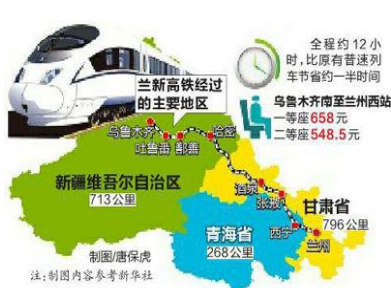 全程约12小
时,比原有普速列
车节省约一半时间
兰新高铁经过
的主要地区
乌鲁木齐南至兰州西站
一等座658元
二等座548.5元
乌鲁木齐
吐鲁番
鄯善
哈密
新疆维吾尔自治区
713公里
酒泉
张掖
甘肃省
796公里
青海省
268公里
西宁
兰州
制图/唐保虎
注:制图内容参考新华社